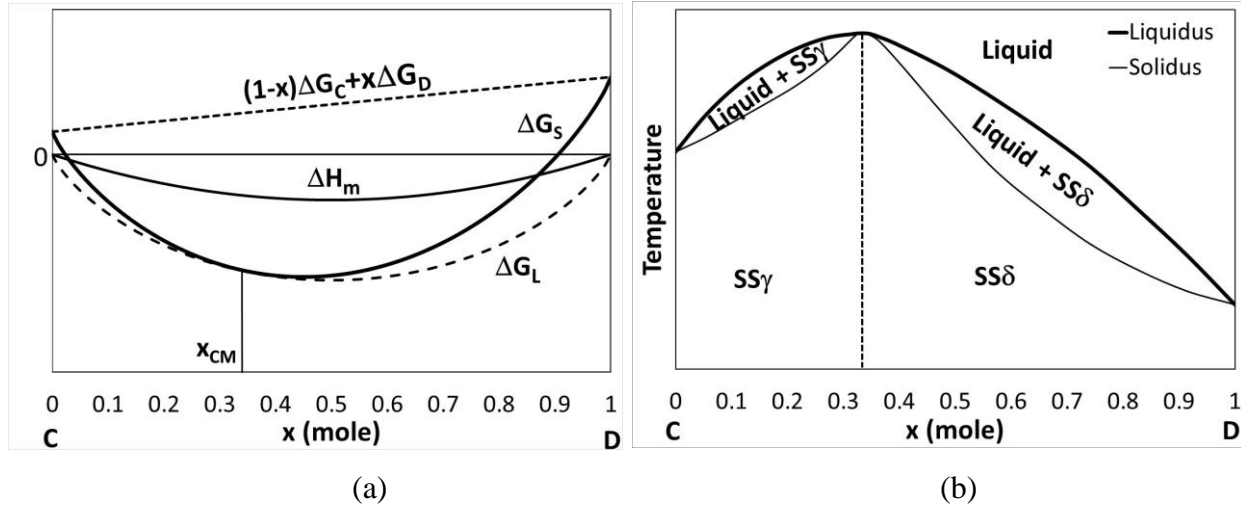 (1-x)ΔG_C+xΔG_D
ΔG_S
0
ΔH_m
ΔG_L
x_CM
0 0.1 0.2 0.3 0.4 0.5 0.6 0.7 0.8 0.9 1
C x (mole) D
(a)
Liquid
Liquidus
Solidus
Liquid + SSγ
Liquid + SSδ
Temperature
SSγ
SSδ
0 0.1 0.2 0.3 0.4 0.5 0.6 0.7 0.8 0.9 1
C x (mole) D
(b)